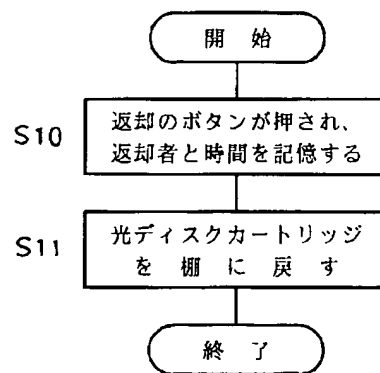 開 始
S10
返却のボタンが押され、
返却者と時間を記憶する
S11
光ディスクカートリッジ
を 棚 に 戻 す
終 了